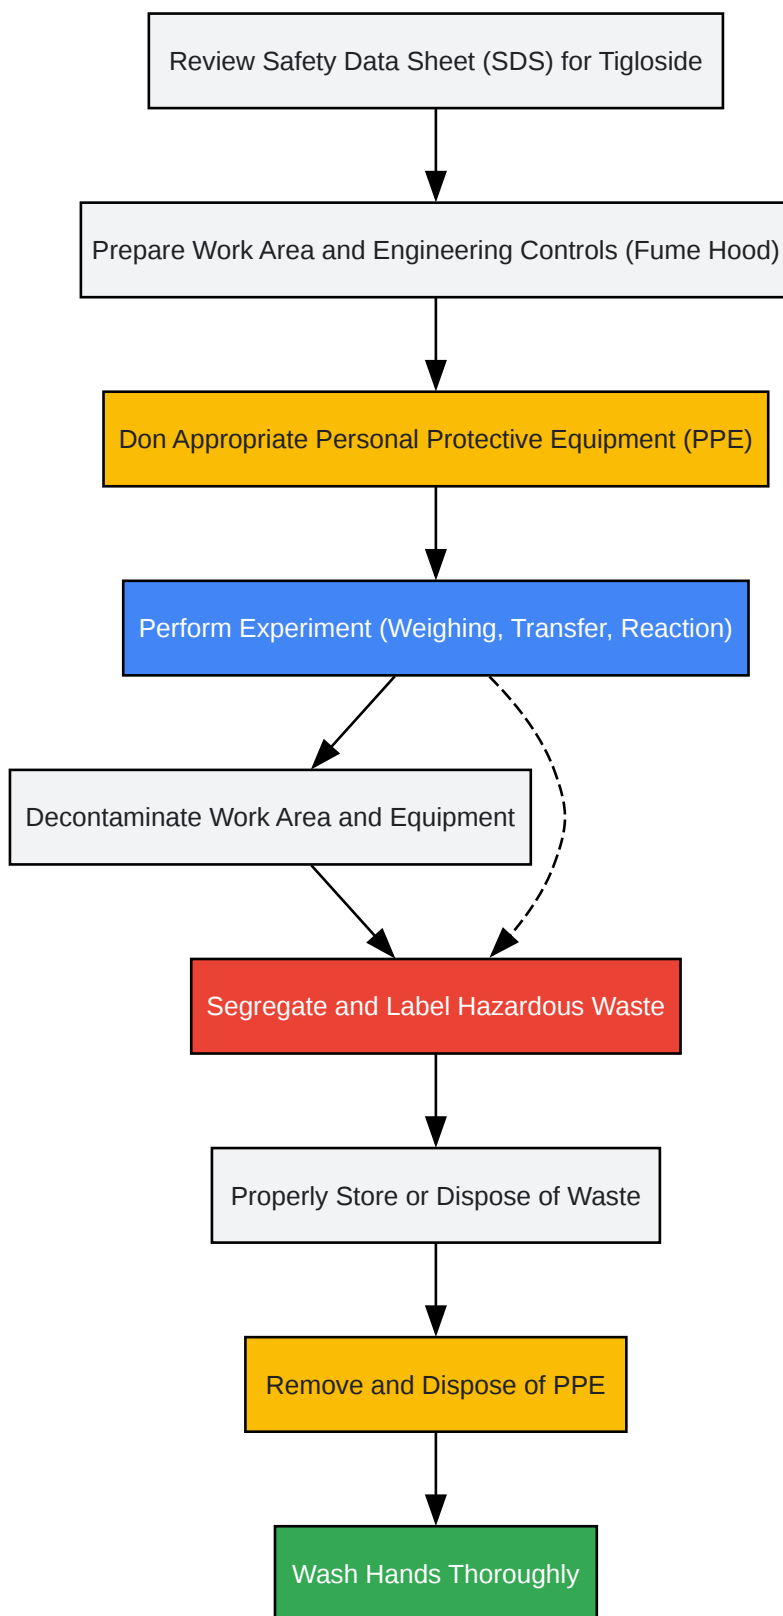 Review Safety Data Sheet (SDS) for Tigloside
Prepare Work Area and Engineering Controls (Fume Hood)
Don Appropriate Personal Protective Equipment (PPE)
Perform Experiment (Weighing, Transfer, Reaction)
Decontaminate Work Area and Equipment
Segregate and Label Hazardous Waste
Properly Store or Dispose of Waste
Remove and Dispose of PPE
Wash Hands Thoroughly